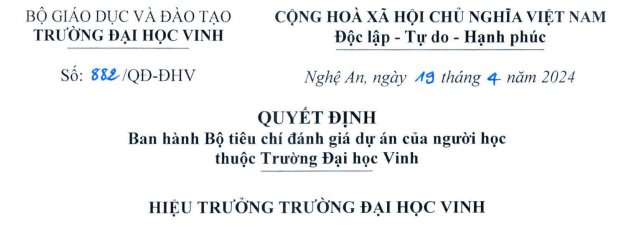 BỘ GIÁO DỤC VÀ ĐÀO TẠO
TRƯỜNG ĐẠI HỌC VINH
CỘNG HOÀ XÃ HỘI CHỦ NGHĨA VIỆT NAM
Độc lập - Tự do - Hạnh phúc
Số: 882/QĐ-ĐHV
Nghệ An, ngày 19 tháng 4 năm 2024
QUYẾT ĐỊNH
Ban hành Bộ tiêu chí đánh giá dự án của người học
thuộc Trường Đại học Vinh
HIỆU TRƯỞNG TRƯỜNG ĐẠI HỌC VINH